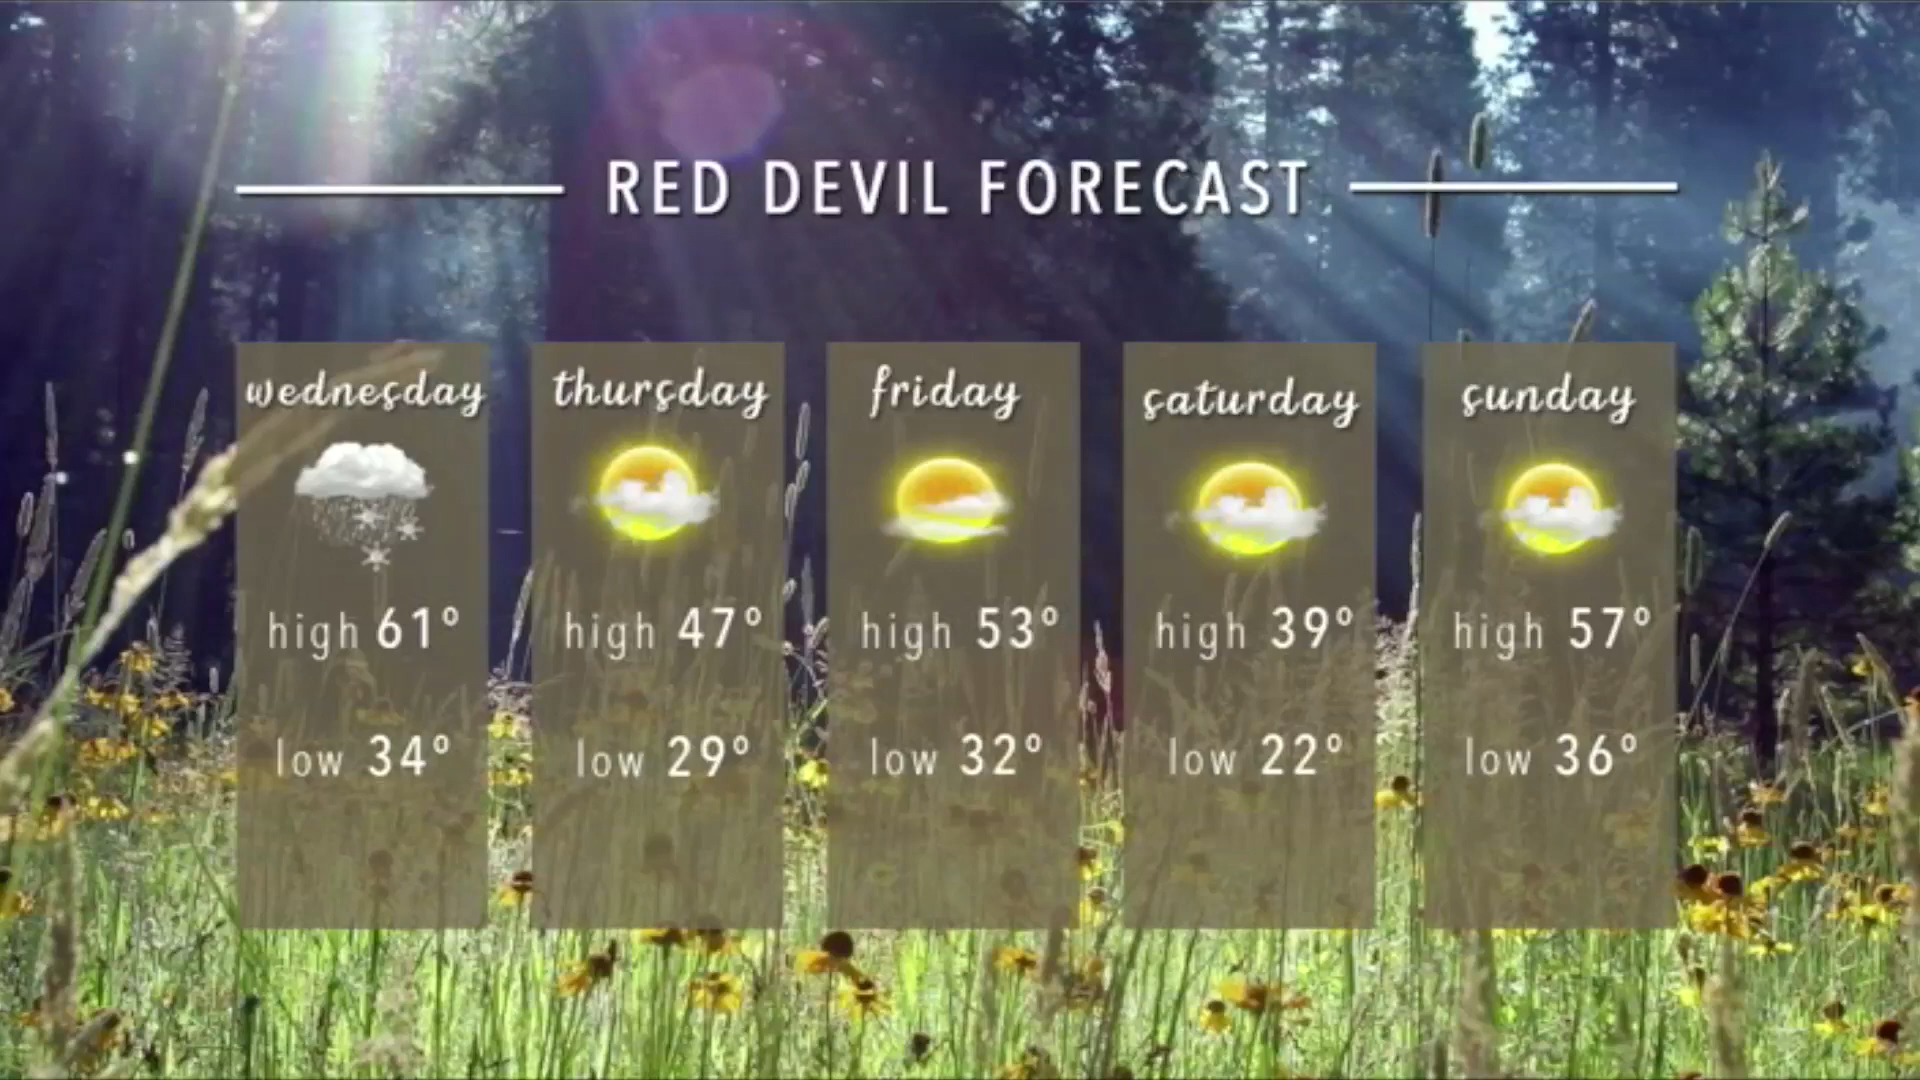 RED DEVIL FORECAST
wednesday
high 61°
low 34°
thursday
high 47°
low 29°
friday
high 53°
low 32°
saturday
high 39°
low 22°
sunday
high 57°
low 36°